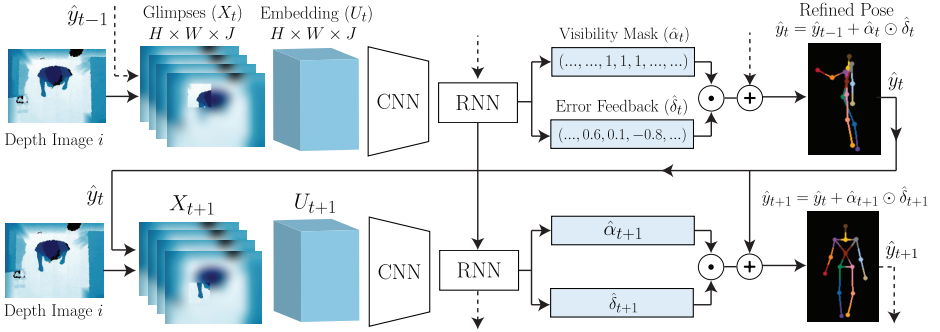 Glimpses (X_t)
H × W × J
Embedding (U_t)
H × W × J
Refined Pose
ŷ_t = ŷ_{t−1} + α̂_t ⊙ δ̂_t
ŷ_{t−1}
Visibility Mask (α̂_t)
(..., ..., 1, 1, 1, ..., ...)
CNN
RNN
Error Feedback (δ̂_t)
(..., 0.6, 0.1, −0.8, ...)
+
ŷ_t
Depth Image i
ŷ_t
X_{t+1}
U_{t+1}
ŷ_{t+1} = ŷ_t + α̂_{t+1} ⊙ δ̂_{t+1}
α̂_{t+1}
CNN
RNN
+
ŷ_{t+1}
δ̂_{t+1}
Depth Image i